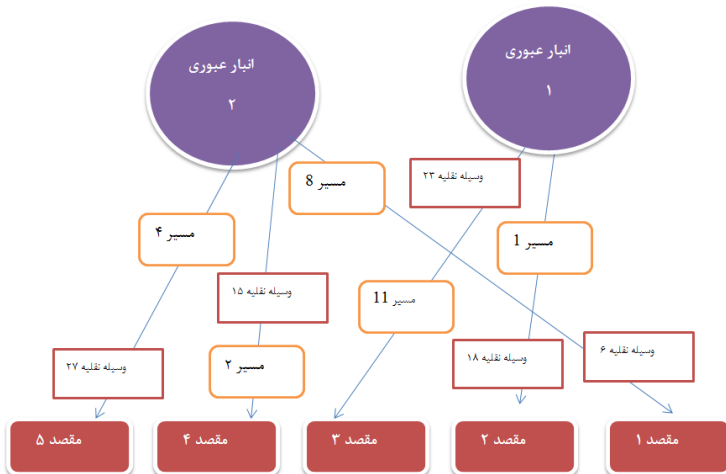 انبار عبوری
۱
انبار عبوری
۲
وسیله نقلیه ۲۳
مسیر 8
مسیر 1
مسیر ۴
وسیله نقلیه ۱۵
مسیر 11
وسیله نقلیه ۶
وسیله نقلیه ۱۸
مسیر ۲
وسیله نقلیه ۲۷
مقصد ۱
مقصد ۲
مقصد ۳
مقصد ۴
مقصد ۵